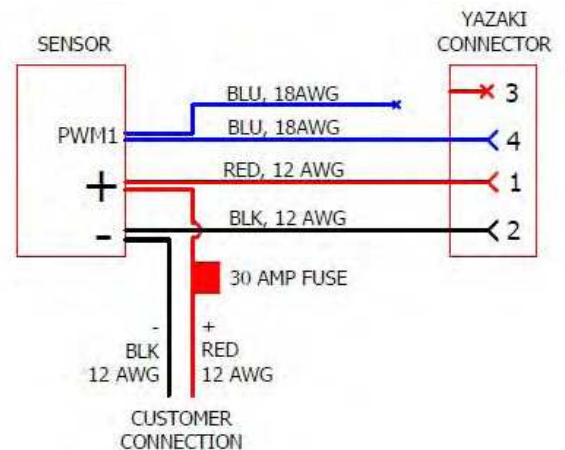 SENSOR
YAZAKI
CONNECTOR
BLU, 18AWG
3
PWM1
BLU, 18AWG
4
+
RED, 12 AWG
1
-
BLK, 12 AWG
2
30 AMP FUSE
- +
BLK RED
12 AWG 12 AWG
CUSTOMER
CONNECTION